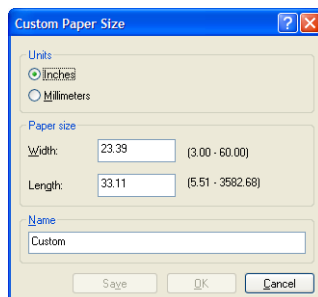 Custom Paper Size
Units
Inches
Millimeters
Paper size
Width: 23.39 (3.00 - 60.00)
Length: 33.11 (5.51 - 3582.68)
Name
Custom
Save OK Cancel